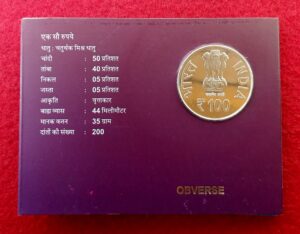 एक सौ रुपये
धातु : चतुर्थक मिश्र धातु
चांदी : 50 प्रतिशत
तांबा : 40 प्रतिशत
निकल : 05 प्रतिशत
जस्ता : 05 प्रतिशत
आकृति : वृत्ताकार
बाह्य व्यास : 44 मिलीमीटर
मानक वजन : 35 ग्राम
दांतों की संख्या : 200
भारत
INDIA
₹100
OBVERSE